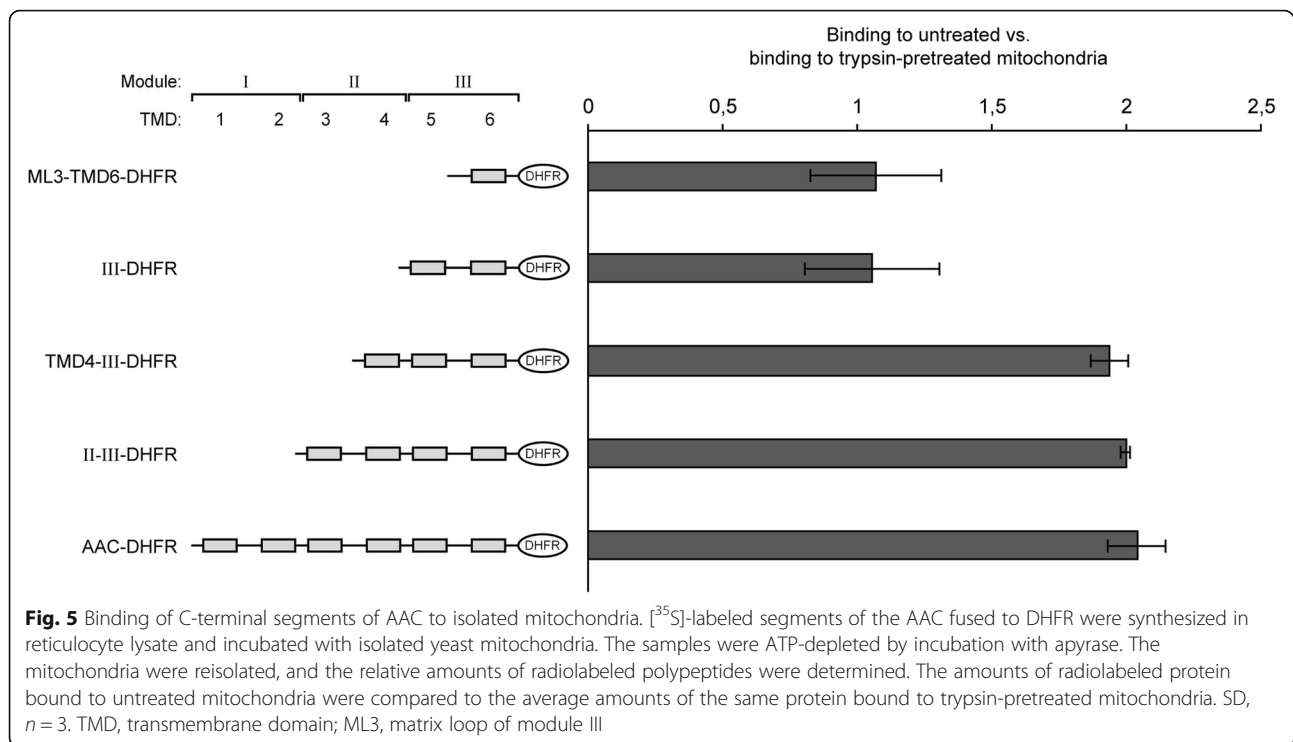 Binding to untreated vs.
binding to trypsin-pretreated mitochondria
Module: I II III
TMD: 1 2 3 4 5 6
0 0,5 1 1,5 2 2,5
ML3-TMD6-DHFR DHFR
III-DHFR DHFR
TMD4-III-DHFR DHFR
II-III-DHFR DHFR
AAC-DHFR DHFR
Fig. 5 Binding of C-terminal segments of AAC to isolated mitochondria. [35S]-labeled segments of the AAC fused to DHFR were synthesized in
reticulocyte lysate and incubated with isolated yeast mitochondria. The samples were ATP-depleted by incubation with apyrase. The
mitochondria were reisolated, and the relative amounts of radiolabeled polypeptides were determined. The amounts of radiolabeled protein
bound to untreated mitochondria were compared to the average amounts of the same protein bound to trypsin-pretreated mitochondria. SD,
n = 3. TMD, transmembrane domain; ML3, matrix loop of module III